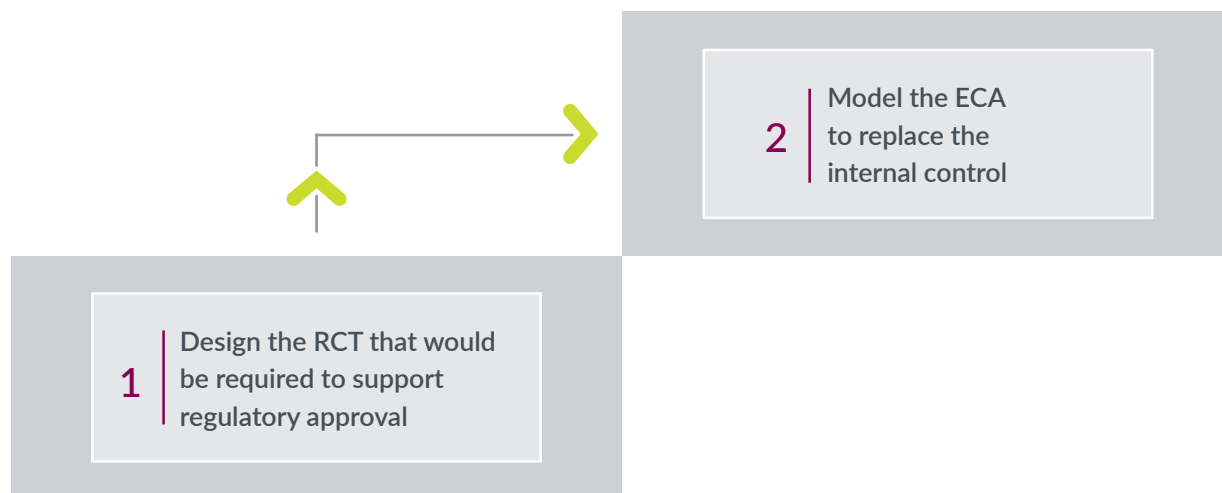 1
Design the RCT that would
be required to support
regulatory approval
2
Model the ECA
to replace the
internal control